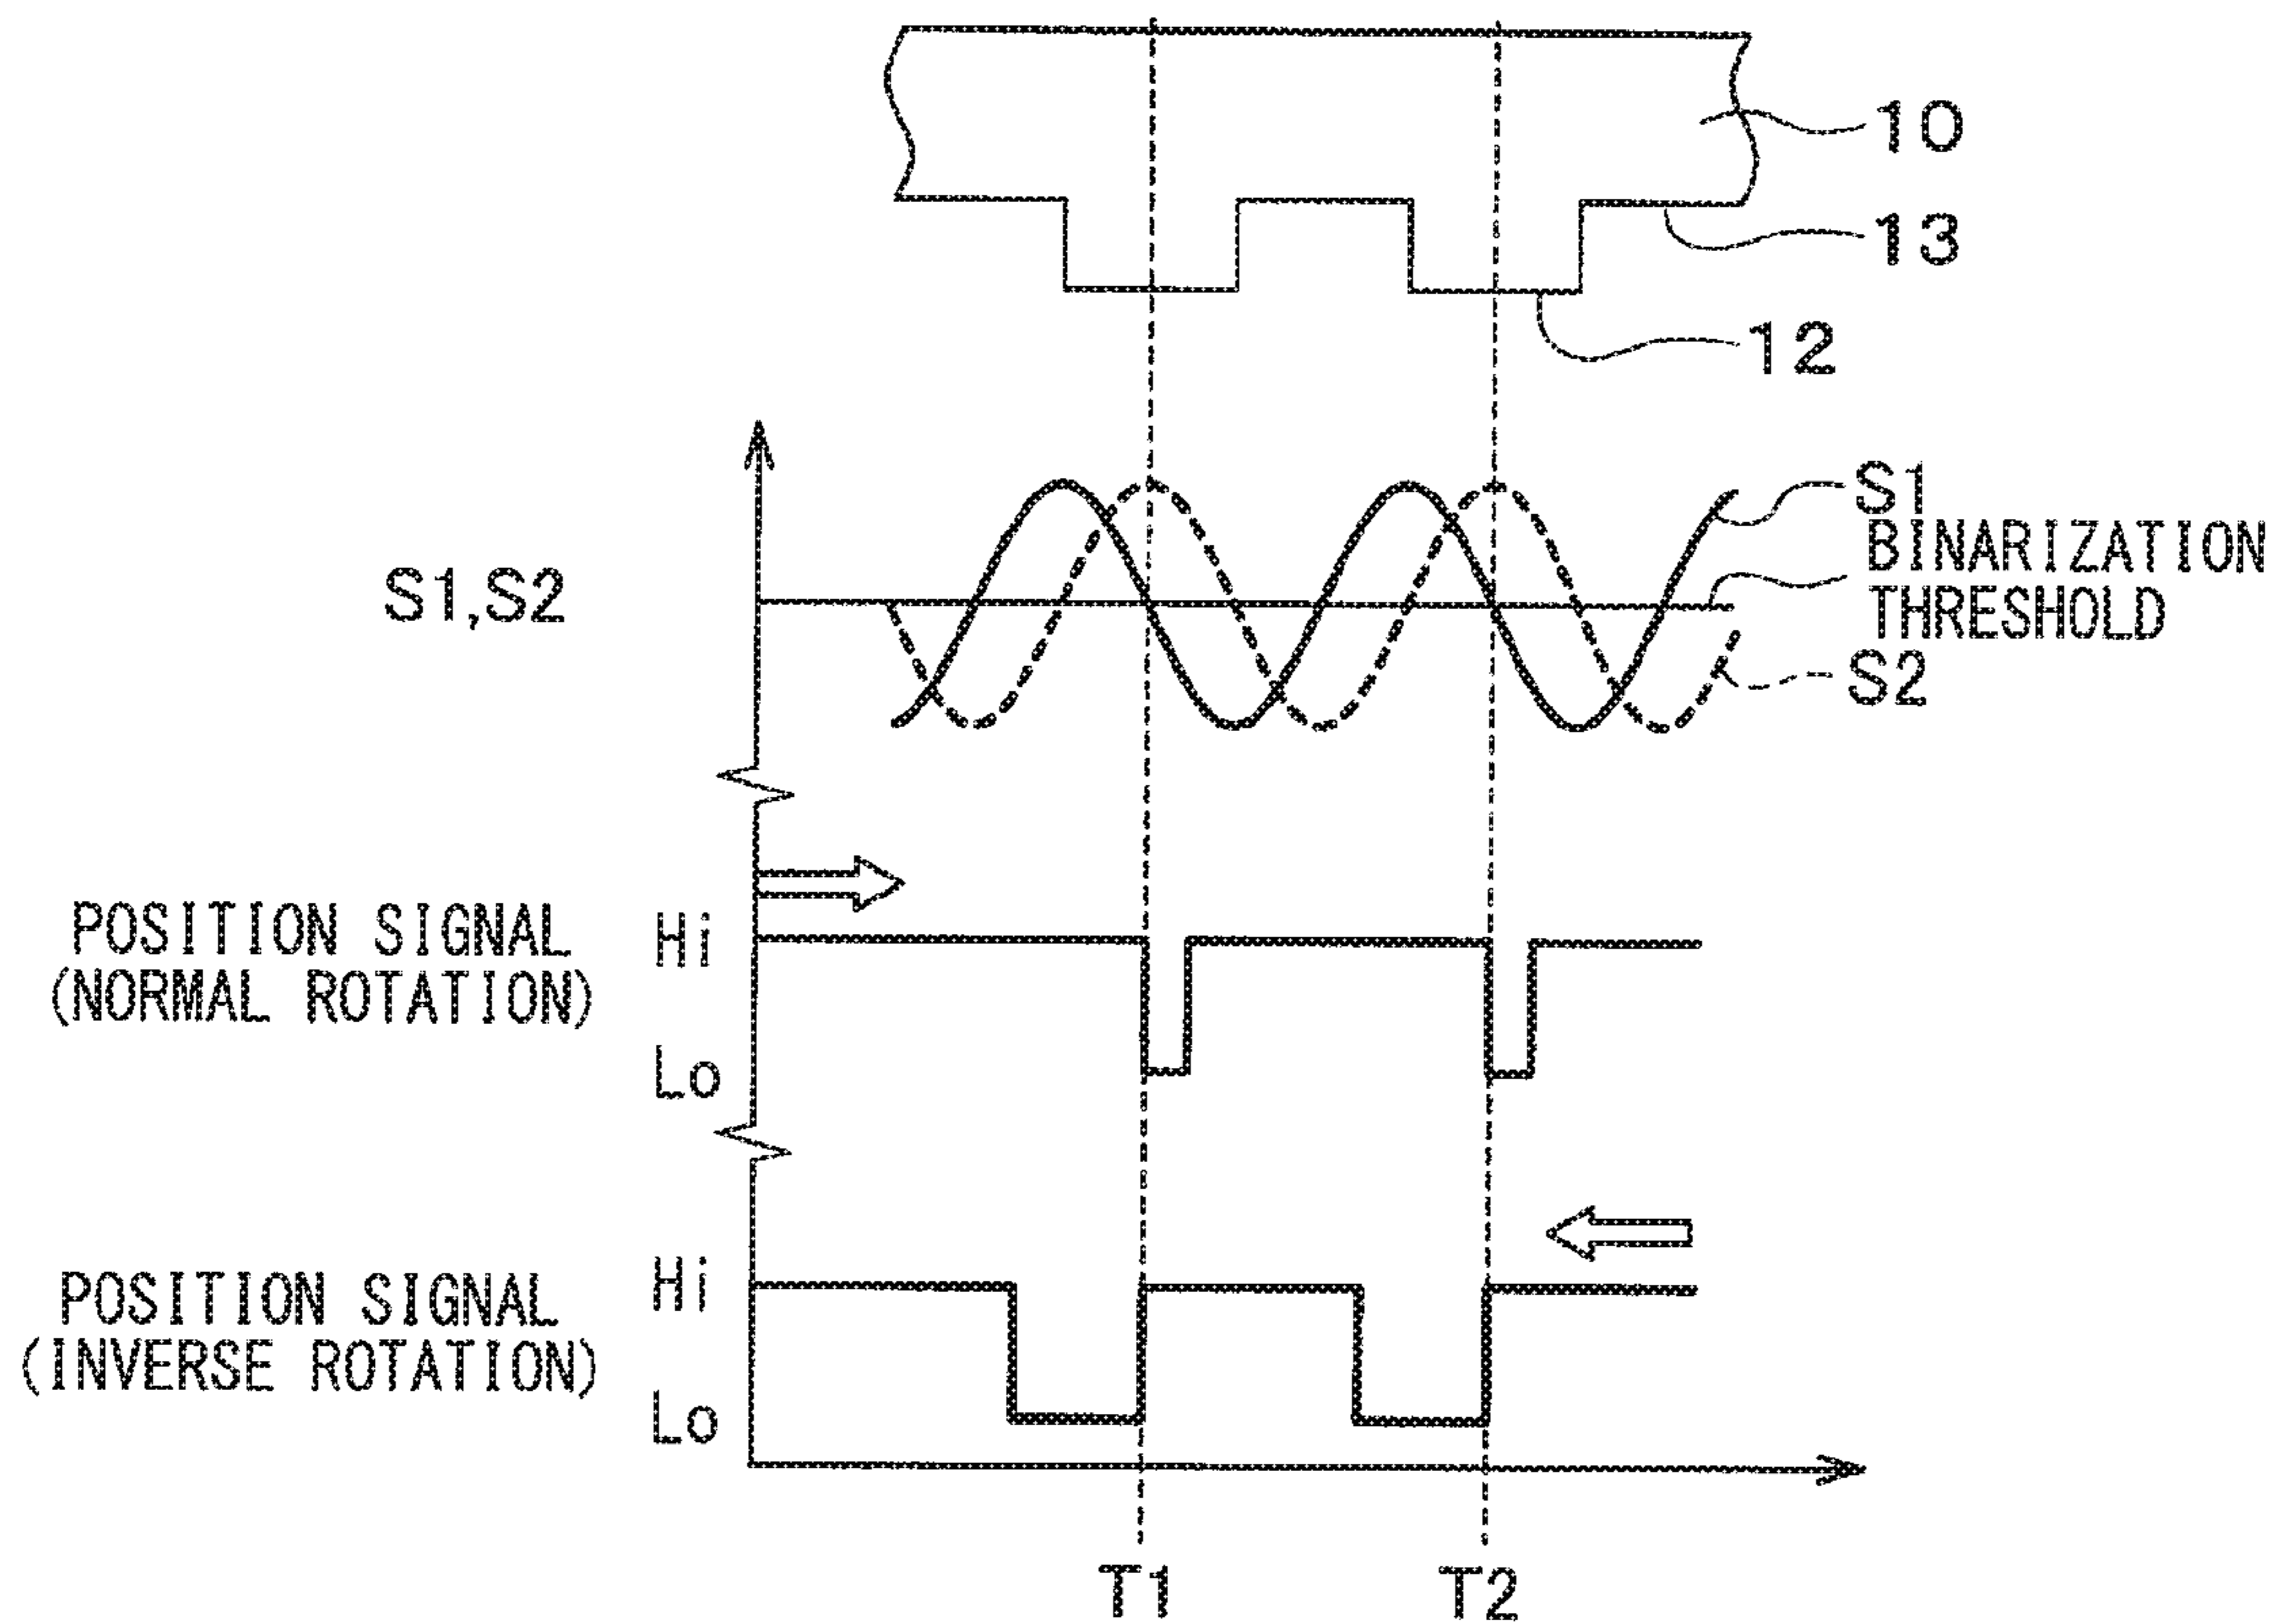 10
13
12
S1
BINARIZATION
THRESHOLD
S1,S2
S2
POSITION SIGNAL
(NORMAL ROTATION)
Hi
Lo
POSITION SIGNAL
(INVERSE ROTATION)
Hi
Lo
T1
T2